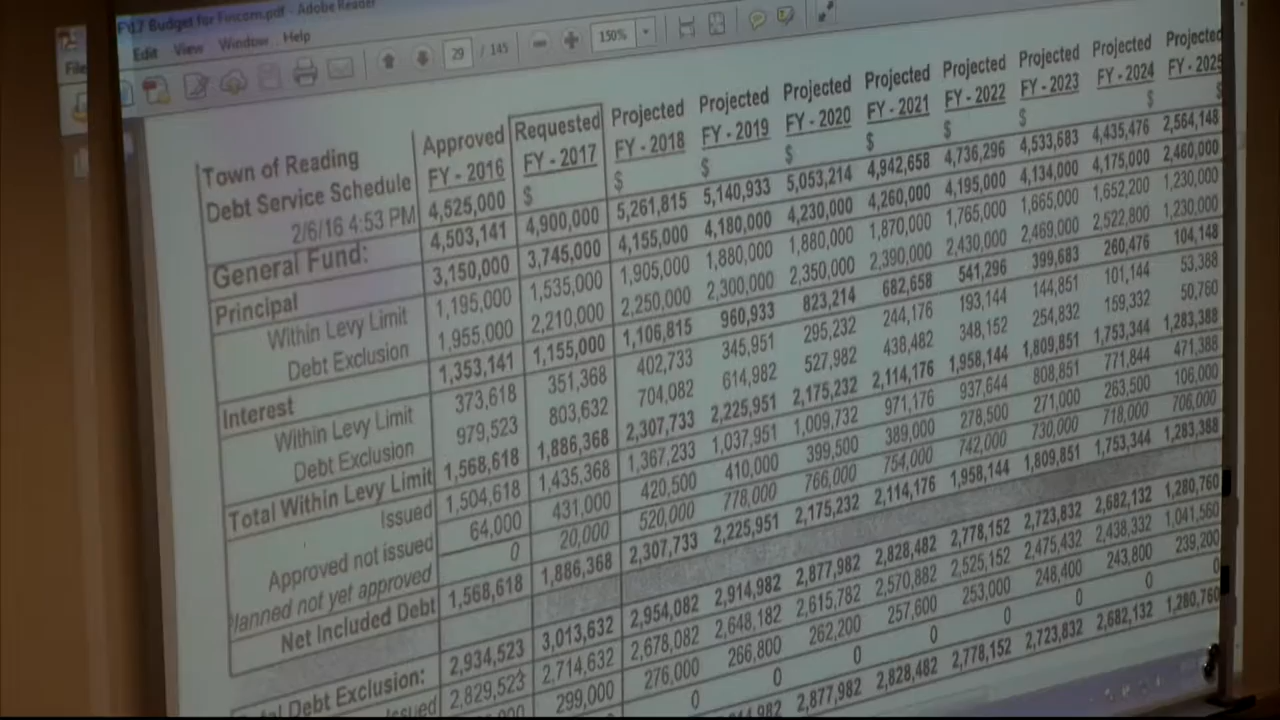 FY17 Budget for Fincom.pdf - Adobe Reader
File Edit View Window Help
29 / 145 150%
Approved Requested Projected Projected Projected Projected Projected Projected Projected Projected
Town of Reading FY - 2016 FY - 2017 FY - 2018 FY - 2019 FY - 2020 FY - 2021 FY - 2022 FY - 2023 FY - 2024 FY - 2025
Debt Service Schedule $ $ $ $ $ $ $ $ $
2/6/16 4:53 PM 4,525,000
General Fund: 4,503,141 4,900,000 5,261,815 5,140,933 5,053,214 4,942,658 4,736,296 4,533,683 4,435,476 2,564,148
Principal 3,150,000 3,745,000 4,155,000 4,180,000 4,230,000 4,260,000 4,195,000 4,134,000 4,175,000 2,460,000
Within Levy Limit 1,195,000 1,535,000 1,905,000 1,880,000 1,880,000 1,870,000 1,765,000 1,665,000 1,652,200 1,230,000
Debt Exclusion 1,955,000 2,210,000 2,250,000 2,300,000 2,350,000 2,390,000 2,430,000 2,469,000 2,522,800 1,230,000
Interest 1,353,141 1,155,000 1,106,815 960,933 823,214 682,658 541,296 399,683 260,476 104,148
Within Levy Limit 373,618 351,368 402,733 345,951 295,232 244,176 193,144 144,851 101,144 53,388
Debt Exclusion 979,523 803,632 704,082 614,982 527,982 438,482 348,152 254,832 159,332 50,760
Total Within Levy Limit 1,568,618 1,886,368 2,307,733 2,225,951 2,175,232 2,114,176 1,958,144 1,809,851 1,753,344 1,283,388
Issued 1,504,618 1,435,368 1,367,233 1,037,951 1,009,732 971,176 937,644 808,851 771,844 471,388
Approved not issued 64,000 431,000 420,500 410,000 399,500 389,000 278,500 271,000 263,500 106,000
lanned not yet approved 0 20,000 520,000 778,000 766,000 754,000 742,000 730,000 718,000 706,000
Net Included Debt 1,568,618 1,886,368 2,307,733 2,225,951 2,175,232 2,114,176 1,958,144 1,809,851 1,753,344 1,283,388
Debt Exclusion: 2,934,523 3,013,632 2,954,082 2,914,982 2,877,982 2,828,482 2,778,152 2,723,832 2,682,132 1,280,760
Issued 2,829,523 2,714,632 2,678,082 2,648,182 2,615,782 2,570,882 2,525,152 2,475,432 2,438,332 1,041,560
299,000 276,000 266,800 262,200 257,600 253,000 248,400 243,800 239,200
0 0 0 0 0 0 0 0
2,877,982 2,828,482 2,778,152 2,723,832 2,682,132 1,280,760